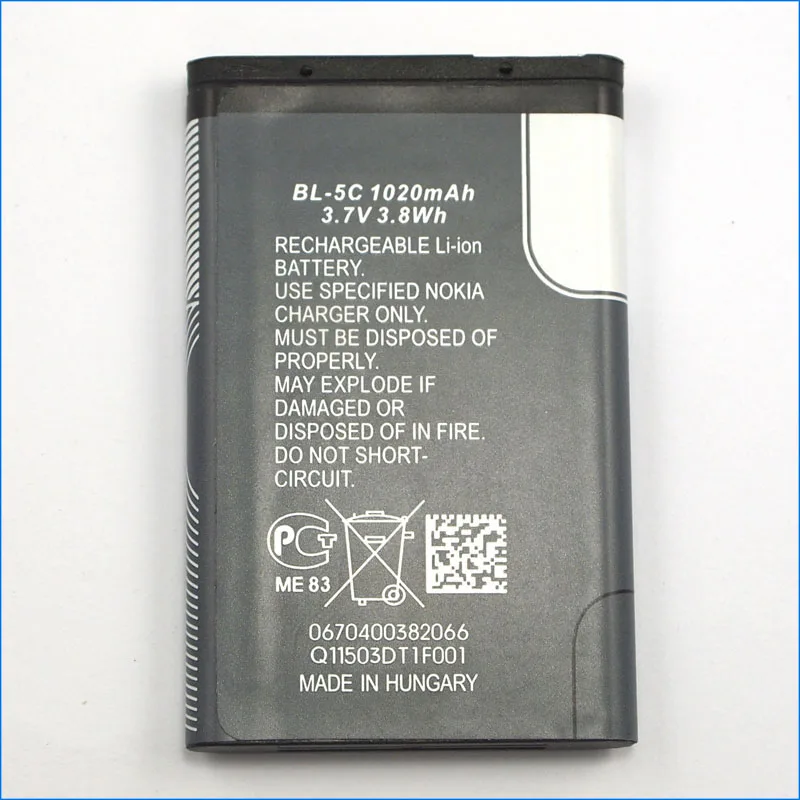 BL-5C 1020mAh
3.7V 3.8Wh
RECHARGEABLE Li-ion
BATTERY.
USE SPECIFIED NOKIA
CHARGER ONLY.
MUST BE DISPOSED OF
PROPERLY.
MAY EXPLODE IF
DAMAGED OR
DISPOSED OF IN FIRE.
DO NOT SHORT-
CIRCUIT.
РСТ
ME 83
0670400382066
Q11503DT1F001
MADE IN HUNGARY